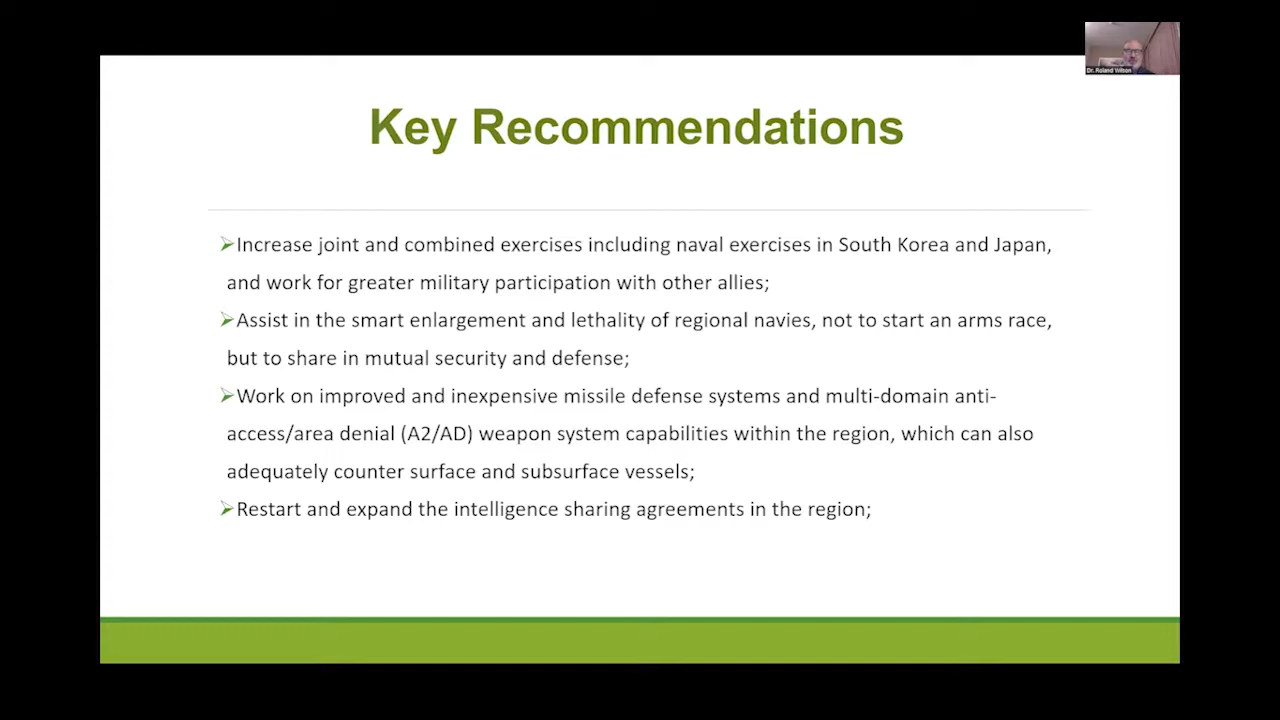 Dr. Roland Wilson
Key Recommendations
➢Increase joint and combined exercises including naval exercises in South Korea and Japan,
and work for greater military participation with other allies;
➢Assist in the smart enlargement and lethality of regional navies, not to start an arms race,
but to share in mutual security and defense;
➢Work on improved and inexpensive missile defense systems and multi-domain anti-
access/area denial (A2/AD) weapon system capabilities within the region, which can also
adequately counter surface and subsurface vessels;
➢Restart and expand the intelligence sharing agreements in the region;